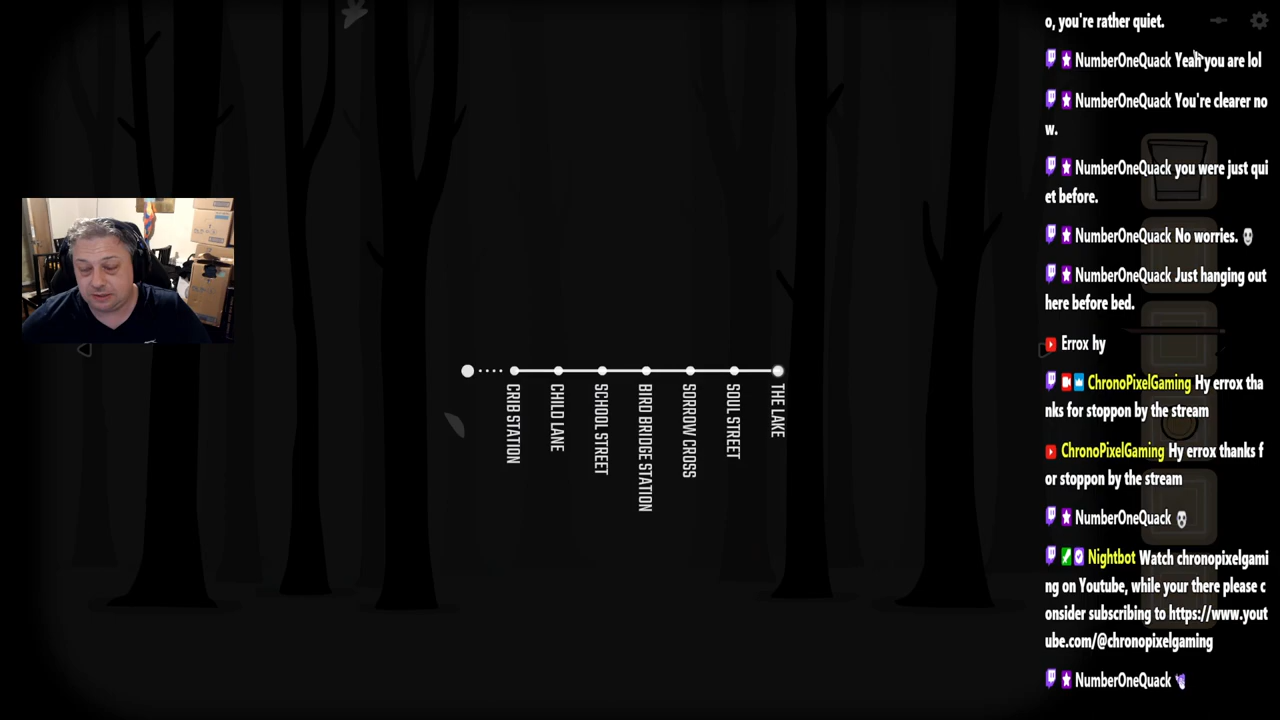 o, you're rather quiet.
NumberOneQuack Yeah you are lol
NumberOneQuack You're clearer no
w.
NumberOneQuack you were just qui
et before.
NumberOneQuack No worries.
NumberOneQuack Just hanging out
here before bed.
Errox hy
ChronoPixelGaming Hy errox tha
nks for stoppon by the stream
ChronoPixelGaming Hy errox thanks f
or stoppon by the stream
NumberOneQuack
Nightbot Watch chronopixelgami
ng on Youtube, while your there please c
onsider subscribing to https://www.yout
ube.com/@chronopixelgaming
NumberOneQuack
CRIB STATION
CHILD LANE
SCHOOL STREET
BIRD BRIDGE STATION
SORROW CROSS
SOUL STREET
THE LAKE